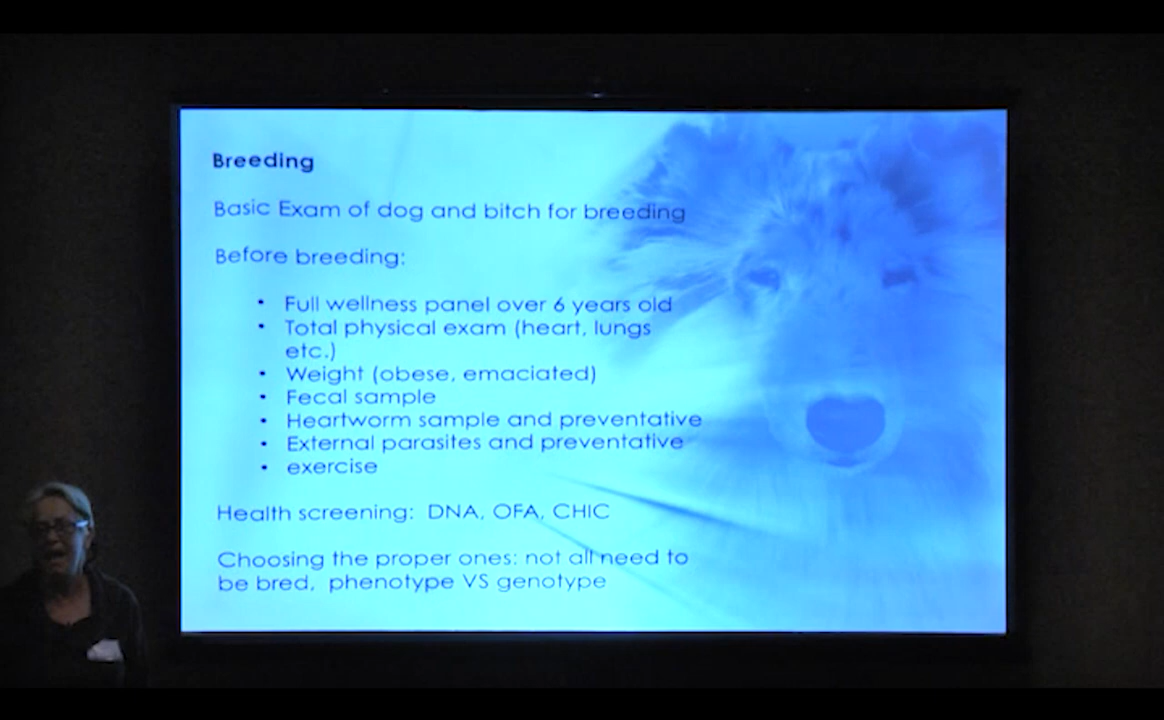 Breeding
Basic Exam of dog and bitch for breeding
Before breeding:
• Full wellness panel over 6 years old
• Total physical exam (heart, lungs
etc.)
• Weight (obese, emaciated)
• Fecal sample
• Heartworm sample and preventative
• External parasites and preventative
• exercise
Health screening: DNA, OFA, CHIC
Choosing the proper ones: not all need to
be bred, phenotype VS genotype